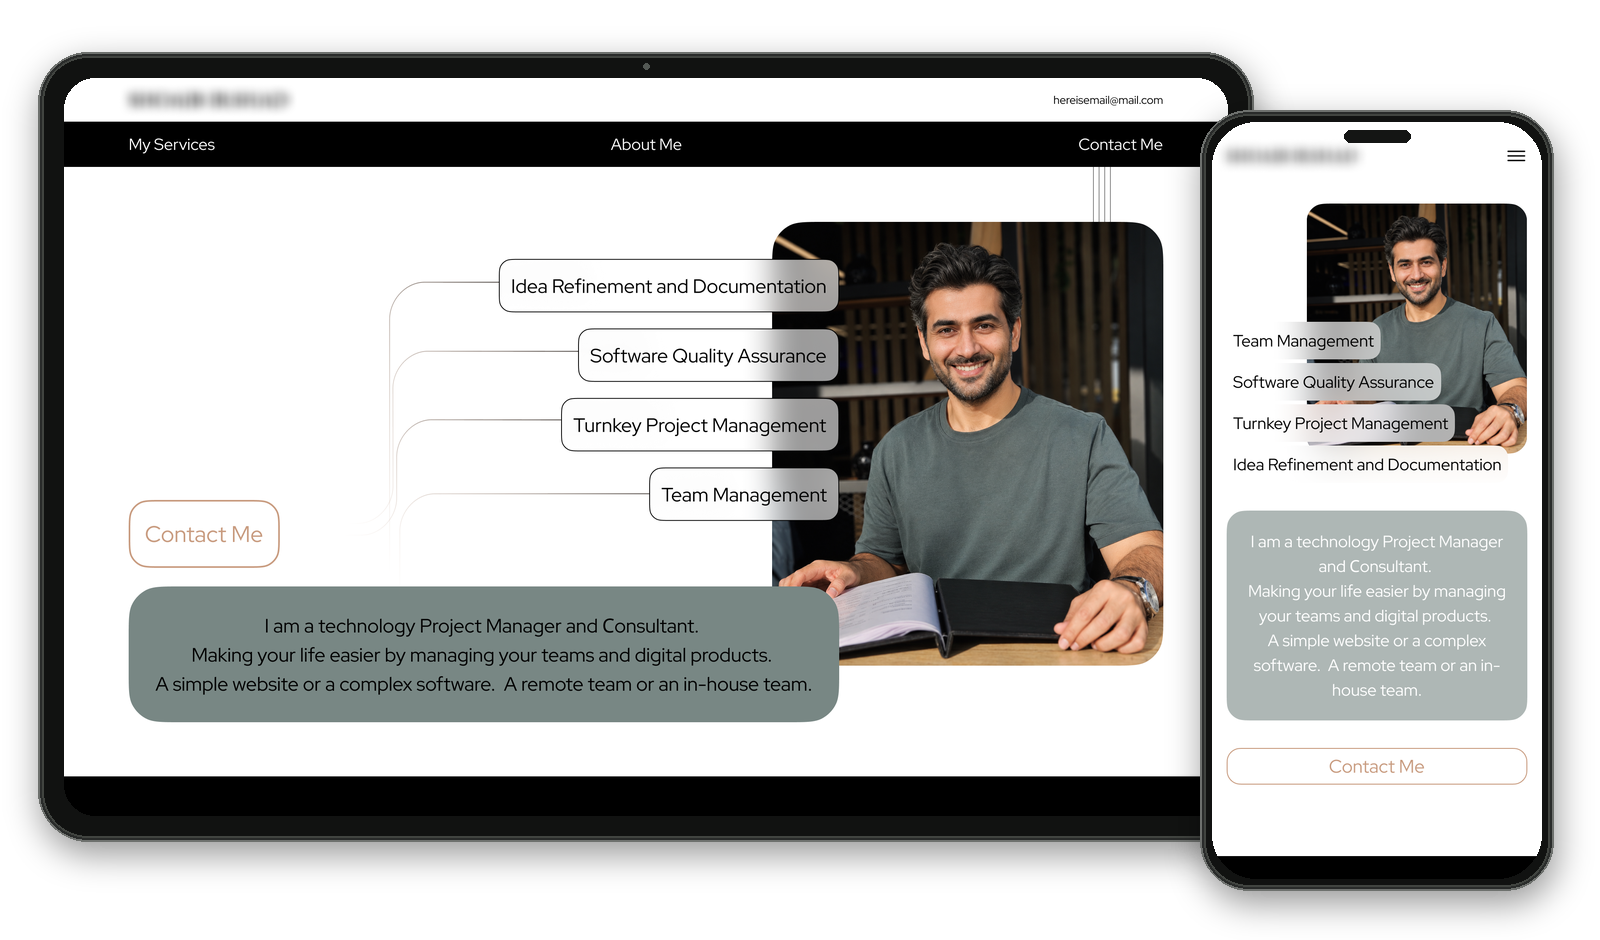 hereisemail@mail.com
My Services
About Me
Contact Me
Idea Refinement and Documentation
Software Quality Assurance
Turnkey Project Management
Team Management
Contact Me
I am a technology Project Manager and Consultant.
Making your life easier by managing your teams and digital products.
A simple website or a complex software.  A remote team or an in-house team.
Team Management
Software Quality Assurance
Turnkey Project Management
Idea Refinement and Documentation
I am a technology Project Manager
and Consultant.
Making your life easier by managing
your teams and digital products.
A simple website or a complex
software.  A remote team or an in-
house team.
Contact Me